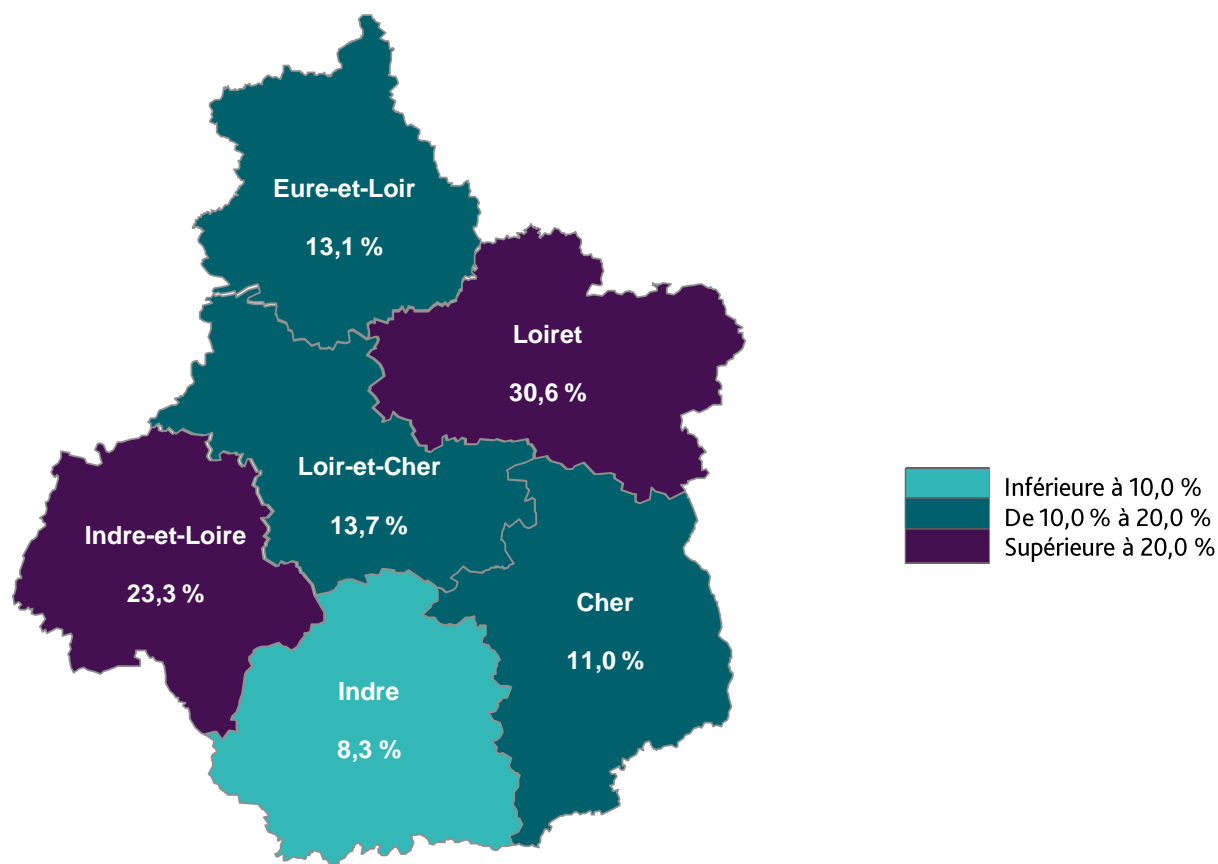 Eure-et-Loir
13,1 %
Loiret
30,6 %
Loir-et-Cher
13,7 %
Indre-et-Loire
23,3 %
Cher
11,0 %
Indre
8,3 %
Inférieure à 10,0 %
De 10,0 % à 20,0 %
Supérieure à 20,0 %